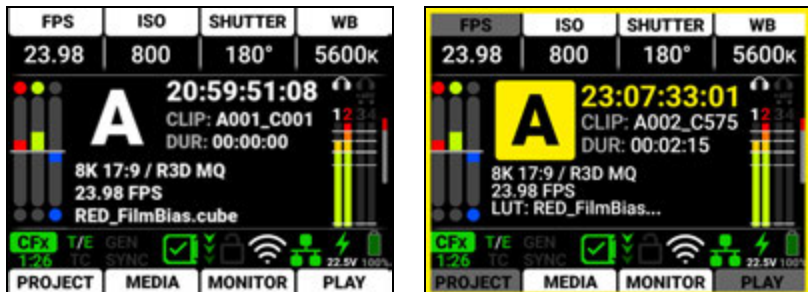 FPS ISO SHUTTER WB
23.98 800 180° 5600K
A
20:59:51:08
CLIP: A001_C001
DUR: 00:00:00
1 2 3 4
8K 17:9 / R3D MQ
23.98 FPS
RED_FilmBias.cube
CFx T/E GEN
1:26 TC SYNC
22.5V 100%
PROJECT MEDIA MONITOR PLAY
FPS ISO SHUTTER WB
23.98 800 180° 5600K
A
23:07:33:01
CLIP: A002_C575
DUR: 00:02:15
1 2 3 4
8K 17:9 / R3D MQ
23.98 FPS
LUT: RED_FilmBias...
CFx T/E GEN
1:26 TC SYNC
22.5V 100%
PROJECT MEDIA MONITOR PLAY